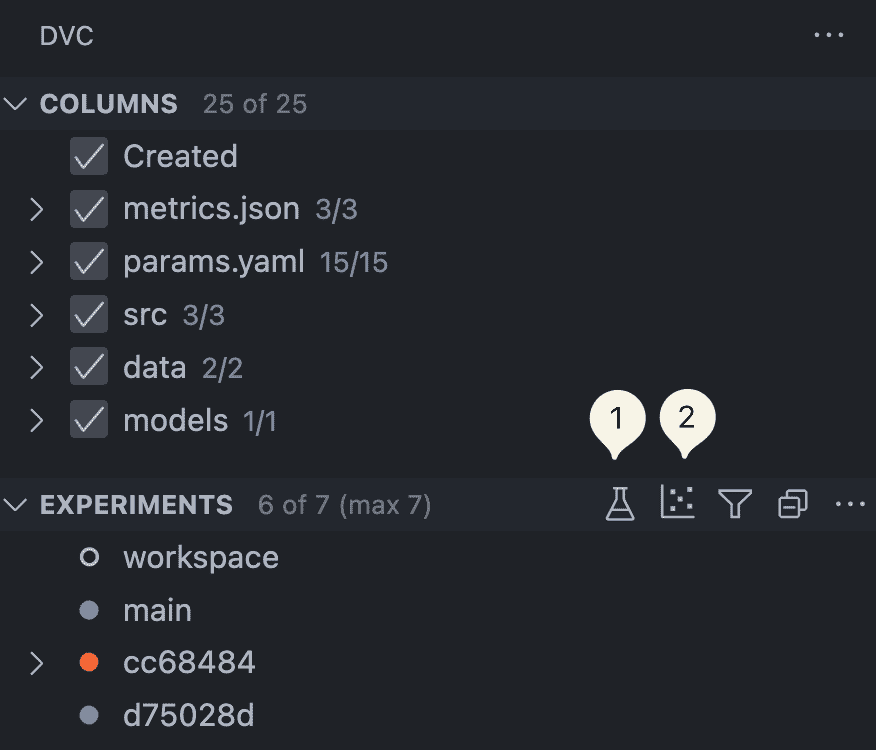 DVC
COLUMNS 25 of 25
Created
metrics.json 3/3
params.yaml 15/15
src 3/3
data 2/2
models 1/1
1 2
EXPERIMENTS 6 of 7 (max 7)
workspace
main
cc68484
d75028d